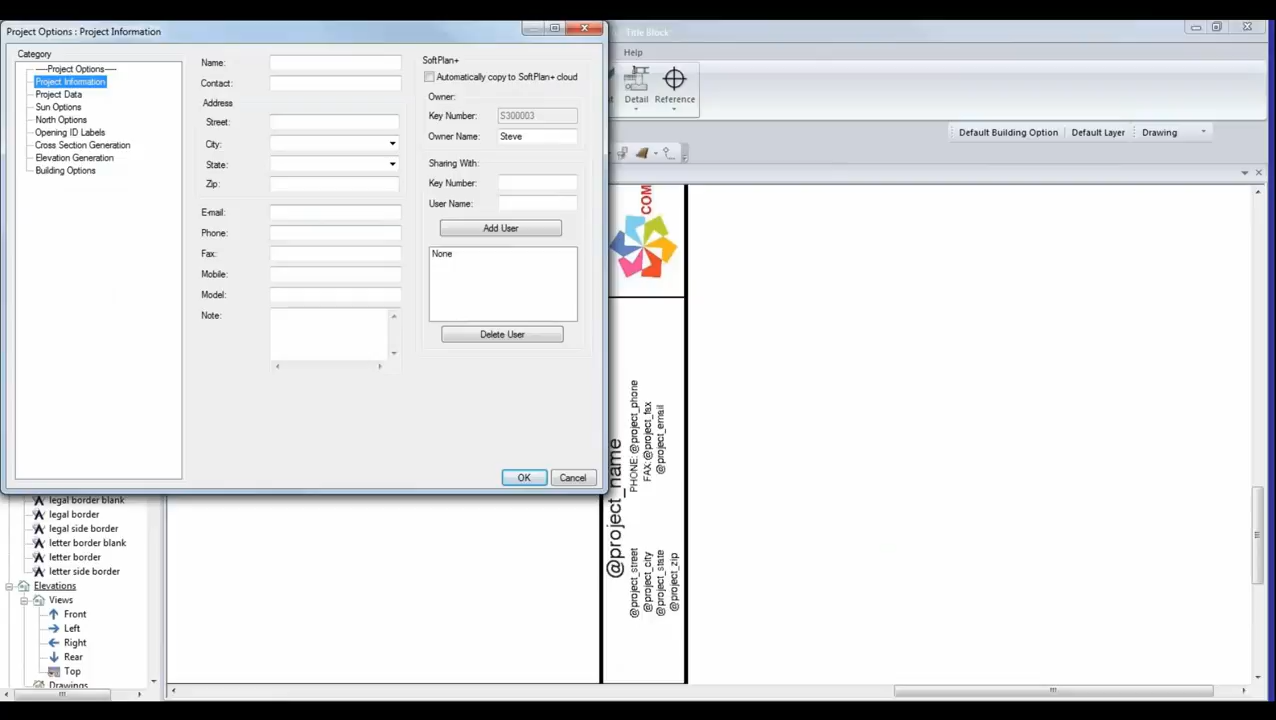 Project Options : Project Information
Title Block:
Category
Project Options
Project Information
Project Data
Sun Options
North Options
Opening ID Labels
Cross Section Generation
Elevation Generation
Building Options
Name:
Contact:
Address
Street:
City:
State:
Zip:
E-mail:
Phone:
Fax:
Mobile:
Model:
Note:
SoftPlan+
Automatically copy to SoftPlan+ cloud
Owner:
Key Number: S300003
Owner Name: Steve
Sharing With:
Key Number:
User Name:
Add User
None
Delete User
OK Cancel
Help
Detail Reference
Default Building Option Default Layer Drawing
COM
@project_name
PHONE: @project_phone
FAX: @project_fax
@project_email
@project_street
@project_city
@project_state
@project_zip
legal border blank
legal border
legal side border
letter border blank
letter border
letter side border
Elevations
Views
Front
Left
Right
Rear
Top
Drawings